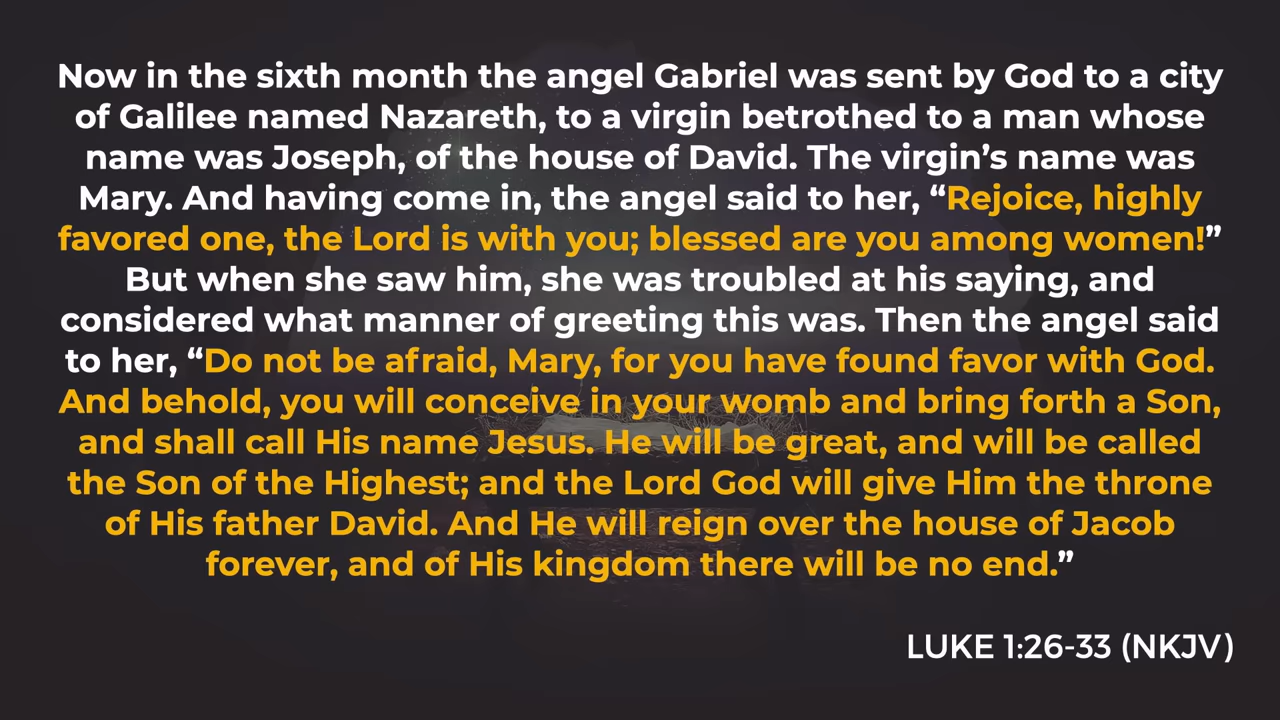 Now in the sixth month the angel Gabriel was sent by God to a city
of Galilee named Nazareth, to a virgin betrothed to a man whose
name was Joseph, of the house of David. The virgin’s name was
Mary. And having come in, the angel said to her, “Rejoice, highly
favored one, the Lord is with you; blessed are you among women!”
But when she saw him, she was troubled at his saying, and
considered what manner of greeting this was. Then the angel said
to her, “Do not be afraid, Mary, for you have found favor with God.
And behold, you will conceive in your womb and bring forth a Son,
and shall call His name Jesus. He will be great, and will be called
the Son of the Highest; and the Lord God will give Him the throne
of His father David. And He will reign over the house of Jacob
forever, and of His kingdom there will be no end.”
LUKE 1:26-33 (NKJV)